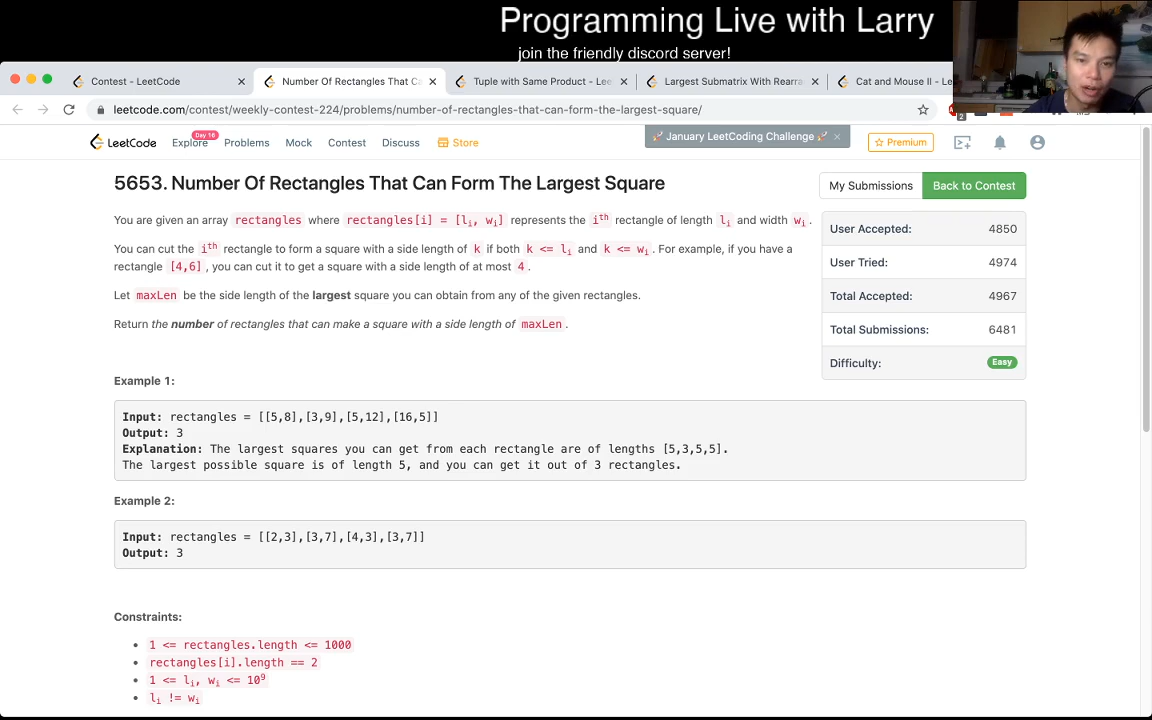 Programming Live with Larry
join the friendly discord server!
Contest - LeetCode
Number Of Rectangles That Ca
Tuple with Same Product - Lee
Largest Submatrix With Rearra
Cat and Mouse II - Le
leetcode.com/contest/weekly-contest-224/problems/number-of-rectangles-that-can-form-the-largest-square/
2
LeetCode
Explore
Day 16
Problems
Mock
Contest
Discuss
Store
January LeetCoding Challenge
Premium
5653. Number Of Rectangles That Can Form The Largest Square
My Submissions
Back to Contest
You are given an array rectangles where rectangles[i] = [li, wi] represents the ith rectangle of length li and width wi.
You can cut the ith rectangle to form a square with a side length of k if both k <= li and k <= wi. For example, if you have a
rectangle [4,6], you can cut it to get a square with a side length of at most 4.
Let maxLen be the side length of the largest square you can obtain from any of the given rectangles.
Return the number of rectangles that can make a square with a side length of maxLen.
User Accepted: 4850
User Tried: 4974
Total Accepted: 4967
Total Submissions: 6481
Difficulty: Easy
Example 1:
Input: rectangles = [[5,8],[3,9],[5,12],[16,5]]
Output: 3
Explanation: The largest squares you can get from each rectangle are of lengths [5,3,5,5].
The largest possible square is of length 5, and you can get it out of 3 rectangles.
Example 2:
Input: rectangles = [[2,3],[3,7],[4,3],[3,7]]
Output: 3
Constraints:
1 <= rectangles.length <= 1000
rectangles[i].length == 2
1 <= li, wi <= 10⁹
li != wi